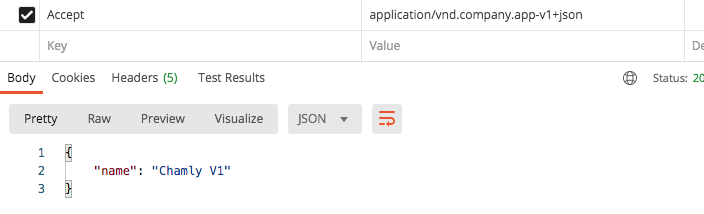 Accept application/vnd.company.app-v1+json
Key Value De
Body Cookies Headers (5) Test Results Status: 20
Pretty Raw Preview Visualize JSON
1 {
2 "name": "Chamly V1"
3 }